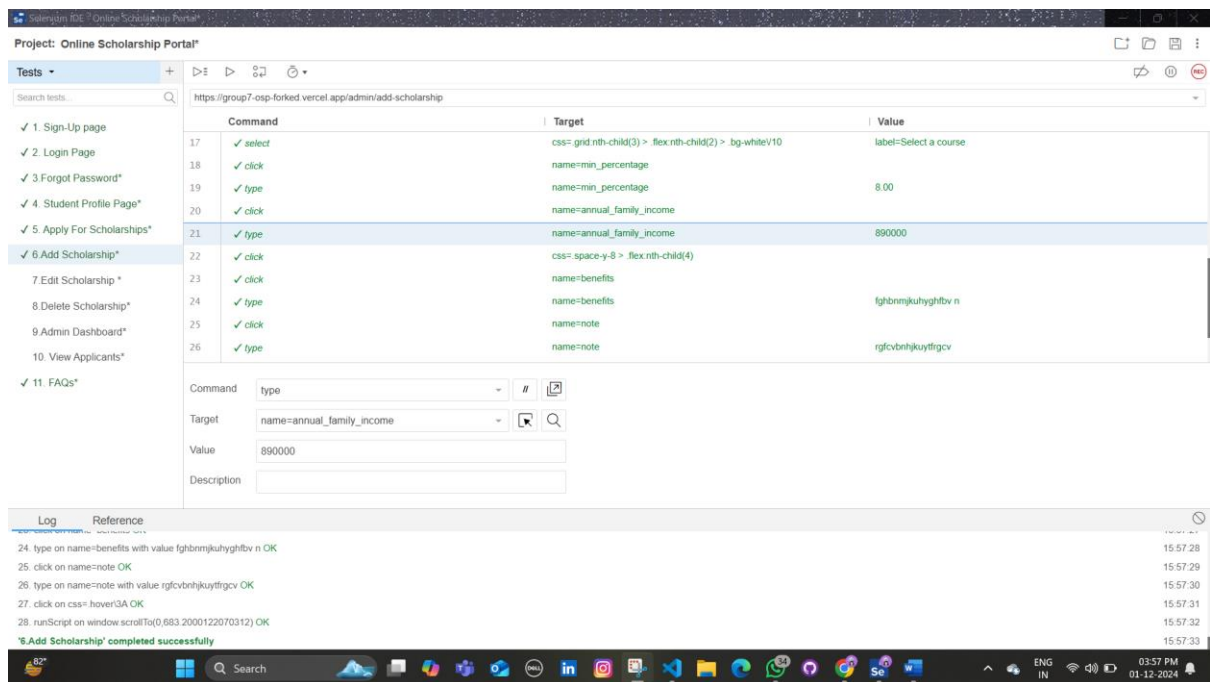 Selenium IDE - Online Scholarship Portal*
Project: Online Scholarship Portal*
Tests
Search tests...
https://group7-osp-forked.vercel.app/admin/add-scholarship
REC
✓ 1. Sign-Up page
✓ 2. Login Page
✓ 3.Forgot Password*
✓ 4. Student Profile Page*
✓ 5. Apply For Scholarships*
✓ 6.Add Scholarship*
7.Edit Scholarship *
8.Delete Scholarship*
9.Admin Dashboard*
10. View Applicants*
✓ 11. FAQs*
Command Target Value
17 ✓ select css=.grid:nth-child(3) > .flex:nth-child(2) > .bg-white\/10 label=Select a course
18 ✓ click name=min_percentage
19 ✓ type name=min_percentage 8.00
20 ✓ click name=annual_family_income
21 ✓ type name=annual_family_income 890000
22 ✓ click css=.space-y-8 > .flex:nth-child(4)
23 ✓ click name=benefits
24 ✓ type name=benefits fghbnmjkuhyghfbv n
25 ✓ click name=note
26 ✓ type name=note rgfcvbnhjkuytfrgcv
Command type //
Target name=annual_family_income
Value 890000
Description
Log Reference
24. type on name=benefits with value fghbnmjkuhyghfbv n OK 15:57:28
25. click on name=note OK 15:57:29
26. type on name=note with value rgfcvbnhjkuytfrgcv OK 15:57:30
27. click on css=.hover\3A OK 15:57:31
28. runScript on window.scrollTo(0,683.2000122070312) OK 15:57:32
'6.Add Scholarship' completed successfully 15:57:33
82°
Search
34
ENG
IN
03:57 PM
01-12-2024